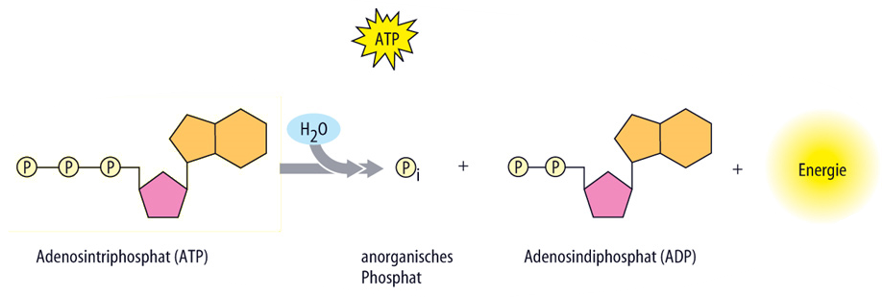 ATP
H₂O
P P P
Pi
+
P P
+
Energie
Adenosintriphosphat (ATP)
anorganisches
Phosphat
Adenosindiphosphat (ADP)